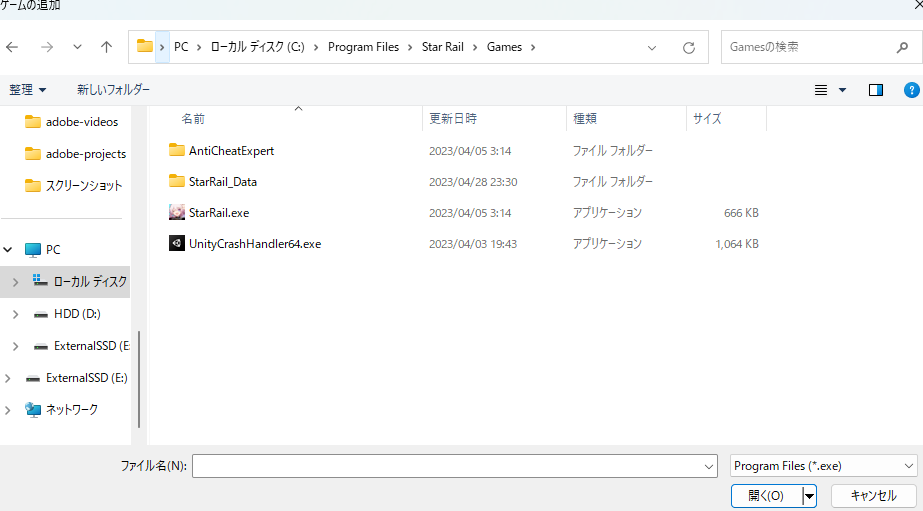 ゲームの追加
PC > ローカル ディスク (C:) > Program Files > Star Rail > Games >
Gamesの検索
整理 新しいフォルダー
名前 更新日時 種類 サイズ
adobe-videos
adobe-projects
スクリーンショット
PC
ローカル ディスク
HDD (D:)
ExternalSSD (E:
ExternalSSD (E:)
ネットワーク
AntiCheatExpert 2023/04/05 3:14 ファイル フォルダー
StarRail_Data 2023/04/28 23:30 ファイル フォルダー
StarRail.exe 2023/04/05 3:14 アプリケーション 666 KB
UnityCrashHandler64.exe 2023/04/03 19:43 アプリケーション 1,064 KB
ファイル名(N):
Program Files (*.exe)
開く(O) キャンセル